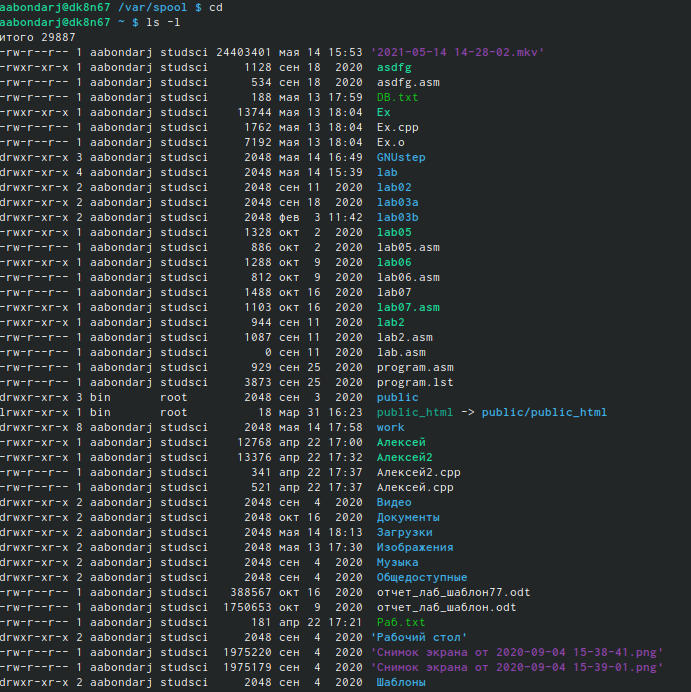 aabondarj@dk8n67 /var/spool $ cd
aabondarj@dk8n67 ~ $ ls -l
итого 29887
-rw-r--r-- 1 aabondarj studsci 24403401 мая 14 15:53 '2021-05-14 14-28-02.mkv'
-rwxr-xr-x 1 aabondarj studsci 1128 сен 18 2020 asdfg
-rw-r--r-- 1 aabondarj studsci 534 сен 18 2020 asdfg.asm
-rw-r--r-- 1 aabondarj studsci 188 мая 13 17:59 DB.txt
-rwxr-xr-x 1 aabondarj studsci 13744 мая 13 18:04 Ex
-rw-r--r-- 1 aabondarj studsci 1762 мая 13 18:04 Ex.cpp
-rw-r--r-- 1 aabondarj studsci 7192 мая 13 18:04 Ex.o
drwxr-xr-x 3 aabondarj studsci 2048 мая 14 16:49 GNUstep
drwxr-xr-x 4 aabondarj studsci 2048 мая 14 15:39 lab
drwxr-xr-x 2 aabondarj studsci 2048 сен 11 2020 lab02
drwxr-xr-x 2 aabondarj studsci 2048 сен 18 2020 lab03a
drwxr-xr-x 2 aabondarj studsci 2048 фев 3 11:42 lab03b
-rwxr-xr-x 1 aabondarj studsci 1328 окт 2 2020 lab05
-rw-r--r-- 1 aabondarj studsci 886 окт 2 2020 lab05.asm
-rwxr-xr-x 1 aabondarj studsci 1288 окт 9 2020 lab06
-rw-r--r-- 1 aabondarj studsci 812 окт 9 2020 lab06.asm
-rw-r--r-- 1 aabondarj studsci 1488 окт 16 2020 lab07
-rwxr-xr-x 1 aabondarj studsci 1103 окт 16 2020 lab07.asm
-rwxr-xr-x 1 aabondarj studsci 944 сен 11 2020 lab2
-rw-r--r-- 1 aabondarj studsci 1087 сен 11 2020 lab2.asm
-rw-r--r-- 1 aabondarj studsci 0 сен 11 2020 lab.asm
-rw-r--r-- 1 aabondarj studsci 929 сен 25 2020 program.asm
-rw-r--r-- 1 aabondarj studsci 3873 сен 25 2020 program.lst
drwxr-xr-x 3 bin root 2048 сен 3 2020 public
lrwxr-xr-x 1 bin root 18 мар 31 16:23 public_html -> public/public_html
drwxr-xr-x 8 aabondarj studsci 2048 мая 14 17:58 work
-rwxr-xr-x 1 aabondarj studsci 12768 апр 22 17:00 Алексей
-rwxr-xr-x 1 aabondarj studsci 13376 апр 22 17:32 Алексей2
-rw-r--r-- 1 aabondarj studsci 341 апр 22 17:37 Алексей2.cpp
-rw-r--r-- 1 aabondarj studsci 521 апр 22 17:37 Алексей.cpp
drwxr-xr-x 2 aabondarj studsci 2048 сен 4 2020 Видео
drwxr-xr-x 2 aabondarj studsci 2048 окт 16 2020 Документы
drwxr-xr-x 2 aabondarj studsci 2048 мая 14 18:13 Загрузки
drwxr-xr-x 2 aabondarj studsci 2048 мая 13 17:30 Изображения
drwxr-xr-x 2 aabondarj studsci 2048 сен 4 2020 Музыка
drwxr-xr-x 2 aabondarj studsci 2048 сен 4 2020 Общедоступные
-rw-r--r-- 1 aabondarj studsci 388567 окт 16 2020 отчет_лаб_шаблон77.odt
-rw-r--r-- 1 aabondarj studsci 1750653 окт 9 2020 отчет_лаб_шаблон.odt
-rw-r--r-- 1 aabondarj studsci 181 апр 22 17:21 Раб.txt
drwxr-xr-x 2 aabondarj studsci 2048 сен 4 2020 'Рабочий стол'
-rw-r--r-- 1 aabondarj studsci 1975220 сен 4 2020 'Снимок экрана от 2020-09-04 15-38-41.png'
-rw-r--r-- 1 aabondarj studsci 1975179 сен 4 2020 'Снимок экрана от 2020-09-04 15-39-01.png'
drwxr-xr-x 2 aabondarj studsci 2048 сен 4 2020 Шаблоны